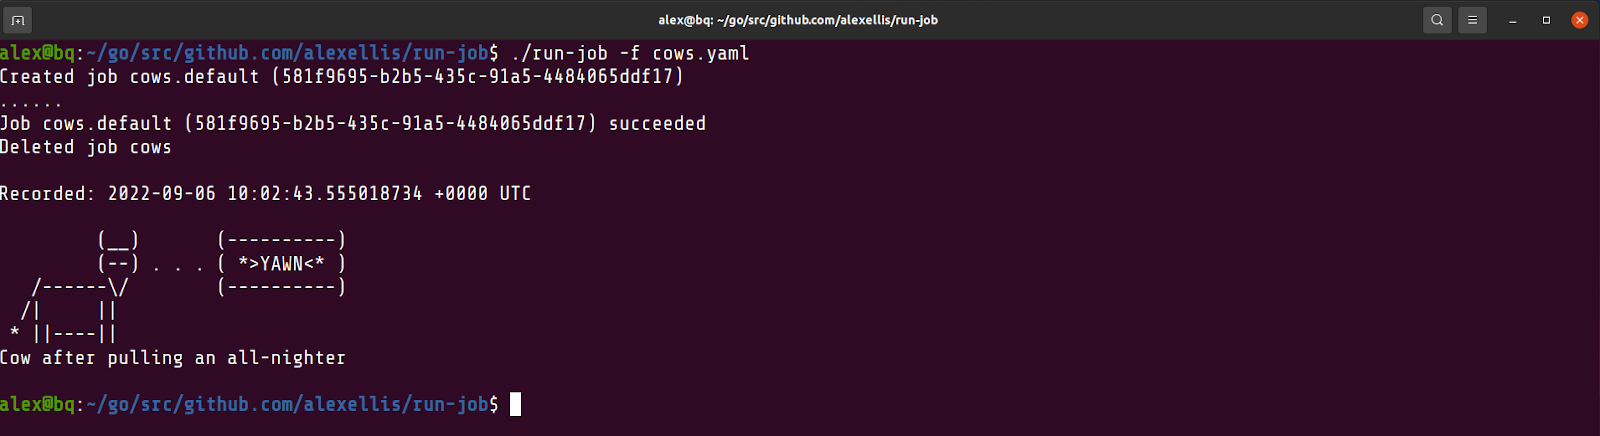 alex@bq: ~/go/src/github.com/alexellis/run-job
alex@bq:~/go/src/github.com/alexellis/run-job$ ./run-job -f cows.yaml
Created job cows.default (581f9695-b2b5-435c-91a5-4484065ddf17)
......
Job cows.default (581f9695-b2b5-435c-91a5-4484065ddf17) succeeded
Deleted job cows
Recorded: 2022-09-06 10:02:43.555018734 +0000 UTC
         (__)       (----------)
         (--) . . . ( *>YAWN<* )
   /------\/        (----------)
  /|     ||
 * ||----||
Cow after pulling an all-nighter
alex@bq:~/go/src/github.com/alexellis/run-job$